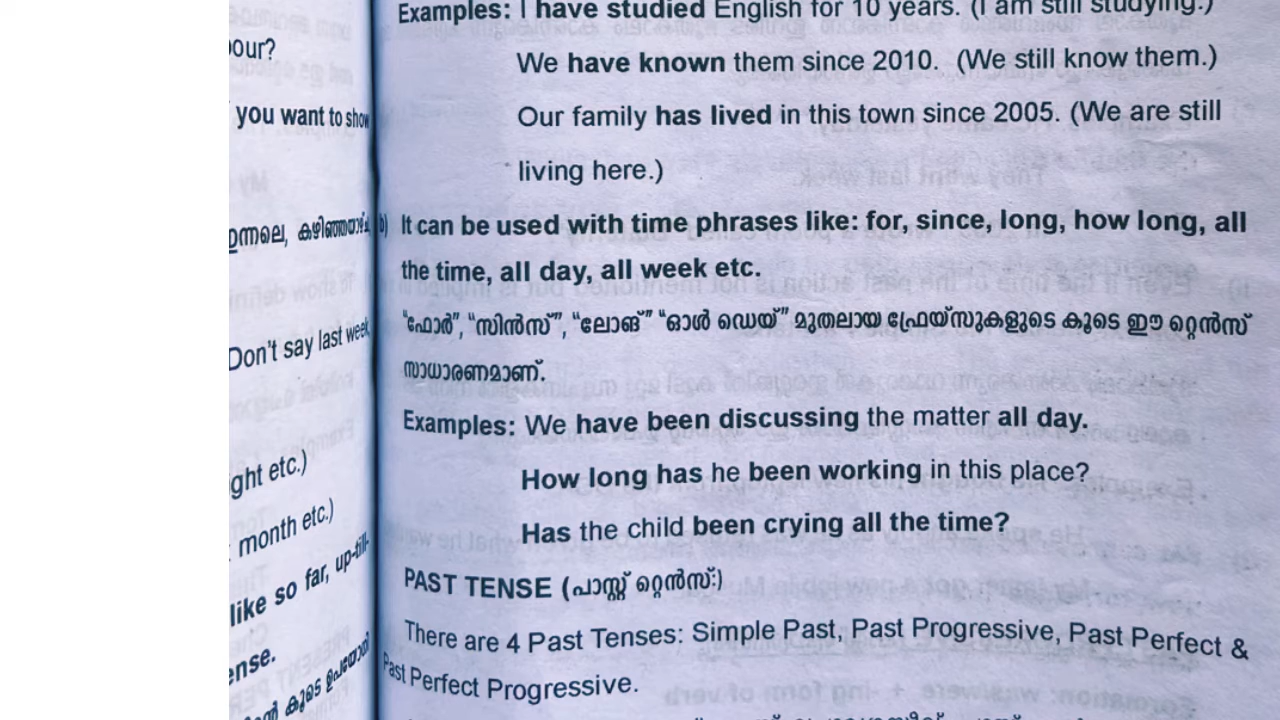 our?
you want to show
ഇന്നലെ,
Don't say last week,
ght etc.)
month etc.)
like so far, up-till-
ense.
കൂടെ
Examples: I have studied English for 10 years. (I am still studying.)
We have known them since 2010. (We still know them.)
Our family has lived in this town since 2005. (We are still
living here.)
b) It can be used with time phrases like: for, since, long, how long, all
the time, all day, all week etc.
"ഫോർ", "സിൻസ്", "ലോങ്" "ഓൾ ഡെയ്" മുതലായ ഫ്രേയ്സുകളുടെ കൂടെ ഈ റ്റെൻസ്
സാധാരണമാണ്.
Examples: We have been discussing the matter all day.
How long has he been working in this place?
Has the child been crying all the time?
PAST TENSE (പാസ്റ്റ് റ്റെൻസ്:)
There are 4 Past Tenses: Simple Past, Past Progressive, Past Perfect &
Past Perfect Progressive.